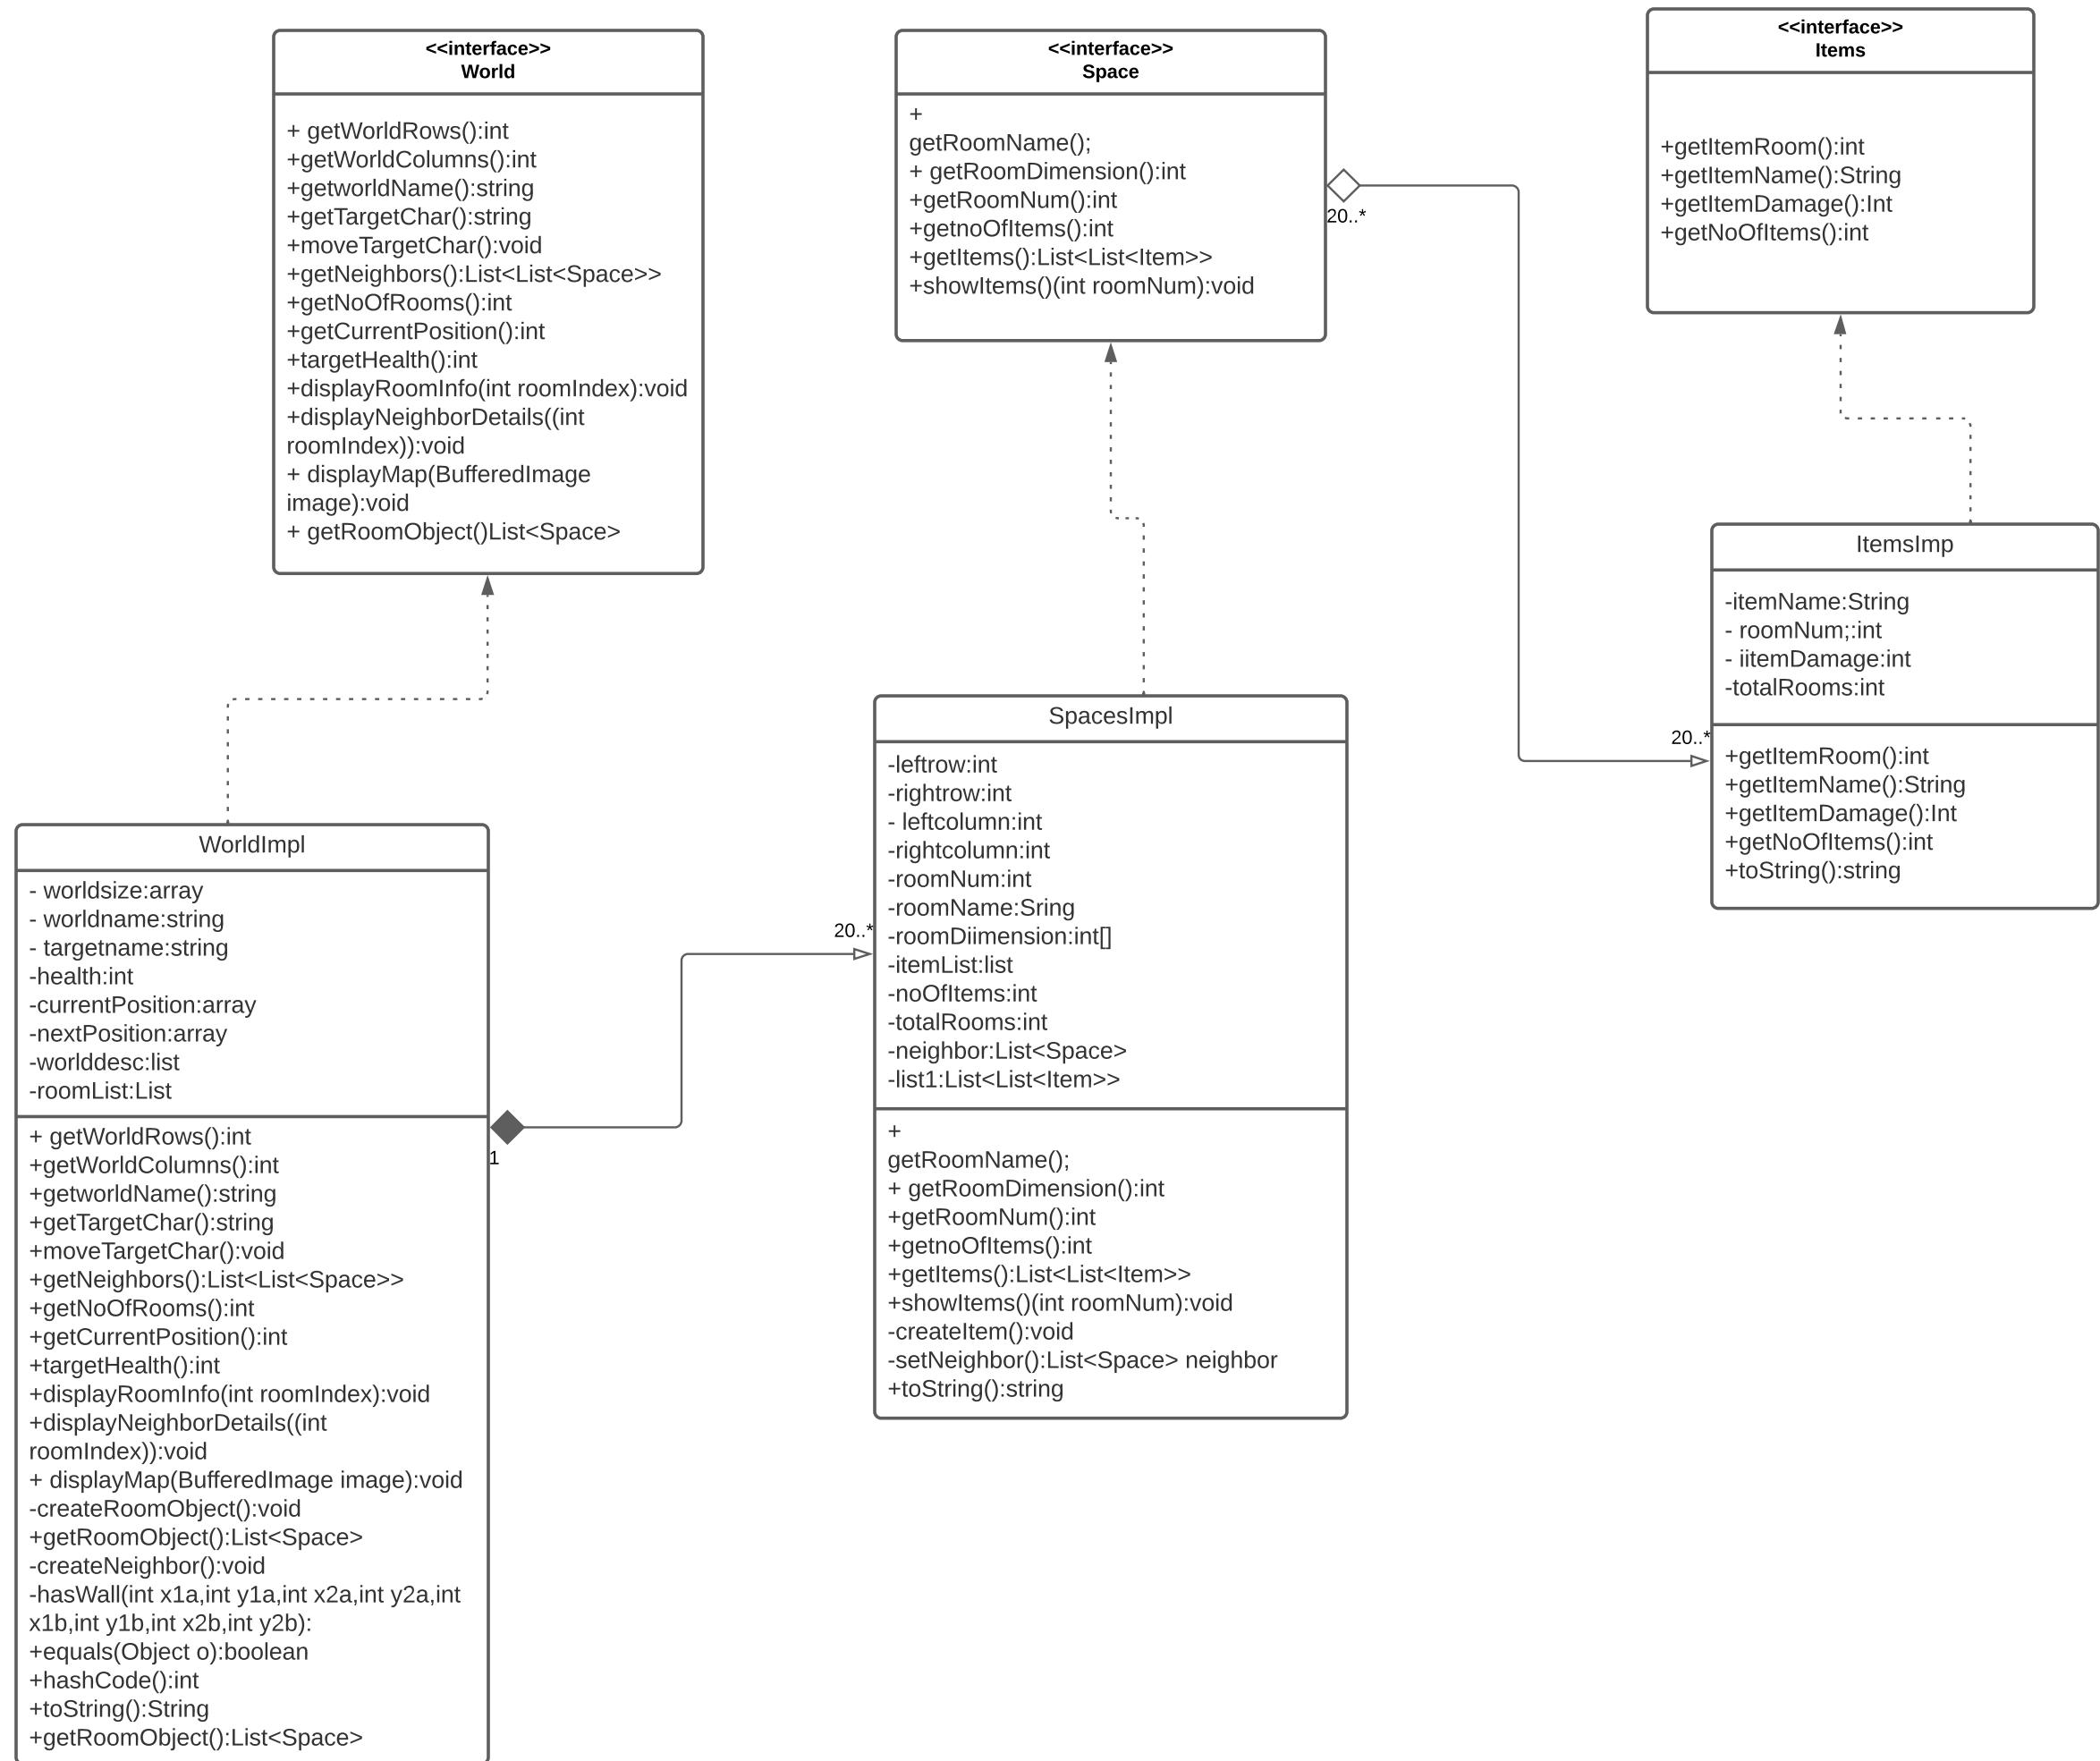 <<interface>>
World
+ getWorldRows():int
+getWorldColumns():int
+getworldName():string
+getTargetChar():string
+moveTargetChar():void
+getNeighbors():List<List<Space>>
+getNoOfRooms():int
+getCurrentPosition():int
+targetHealth():int
+displayRoomInfo(int roomIndex):void
+displayNeighborDetails((int
roomIndex)):void
+ displayMap(BufferedImage
image):void
+ getRoomObject()List<Space>
<<interface>>
Space
+
getRoomName();
+ getRoomDimension():int
+getRoomNum():int
+getnoOfItems():int
+getItems():List<List<Item>>
+showItems()(int roomNum):void
20..*
<<interface>>
Items
+getItemRoom():int
+getItemName():String
+getItemDamage():Int
+getNoOfItems():int
ItemsImp
-itemName:String
- roomNum;:int
- iitemDamage:int
-totalRooms:int
20..*
+getItemRoom():int
+getItemName():String
+getItemDamage():Int
+getNoOfItems():int
+toString():string
SpacesImpl
-leftrow:int
-rightrow:int
- leftcolumn:int
-rightcolumn:int
-roomNum:int
-roomName:Sring
-roomDiimension:int[]
-itemList:list
-noOfItems:int
-totalRooms:int
-neighbor:List<Space>
-list1:List<List<Item>>
20..*
+
getRoomName();
+ getRoomDimension():int
+getRoomNum():int
+getnoOfItems():int
+getItems():List<List<Item>>
+showItems()(int roomNum):void
-createItem():void
-setNeighbor():List<Space> neighbor
+toString():string
WorldImpl
- worldsize:array
- worldname:string
- targetname:string
-health:int
-currentPosition:array
-nextPosition:array
-worlddesc:list
-roomList:List
1
+ getWorldRows():int
+getWorldColumns():int
+getworldName():string
+getTargetChar():string
+moveTargetChar():void
+getNeighbors():List<List<Space>>
+getNoOfRooms():int
+getCurrentPosition():int
+targetHealth():int
+displayRoomInfo(int roomIndex):void
+displayNeighborDetails((int
roomIndex)):void
+ displayMap(BufferedImage image):void
-createRoomObject():void
+getRoomObject():List<Space>
-createNeighbor():void
-hasWall(int x1a,int y1a,int x2a,int y2a,int
x1b,int y1b,int x2b,int y2b):
+equals(Object o):boolean
+hashCode():int
+toString():String
+getRoomObject():List<Space>